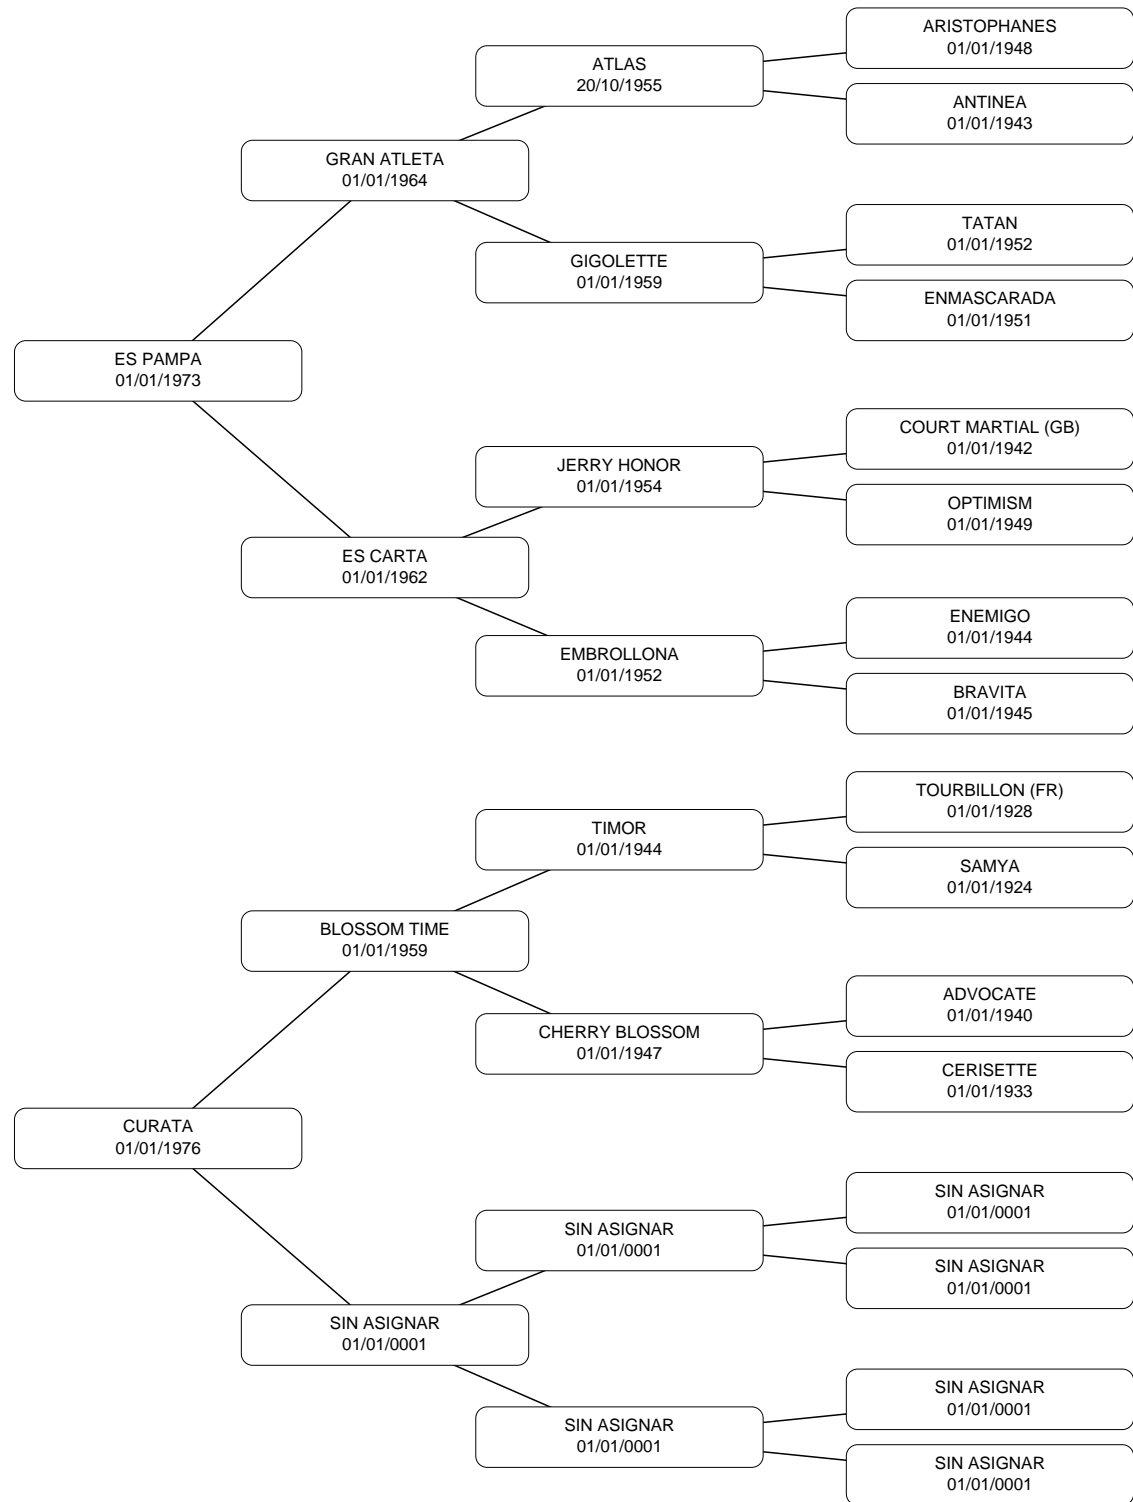 ARISTOPHANES
01/01/1948
ATLAS
20/10/1955
ANTINEA
01/01/1943
GRAN ATLETA
01/01/1964
TATAN
01/01/1952
GIGOLETTE
01/01/1959
ENMASCARADA
01/01/1951
ES PAMPA
01/01/1973
COURT MARTIAL (GB)
01/01/1942
JERRY HONOR
01/01/1954
OPTIMISM
01/01/1949
ES CARTA
01/01/1962
ENEMIGO
01/01/1944
EMBROLLONA
01/01/1952
BRAVITA
01/01/1945
TOURBILLON (FR)
01/01/1928
TIMOR
01/01/1944
SAMYA
01/01/1924
BLOSSOM TIME
01/01/1959
ADVOCATE
01/01/1940
CHERRY BLOSSOM
01/01/1947
CERISETTE
01/01/1933
CURATA
01/01/1976
SIN ASIGNAR
01/01/0001
SIN ASIGNAR
01/01/0001
SIN ASIGNAR
01/01/0001
SIN ASIGNAR
01/01/0001
SIN ASIGNAR
01/01/0001
SIN ASIGNAR
01/01/0001
SIN ASIGNAR
01/01/0001